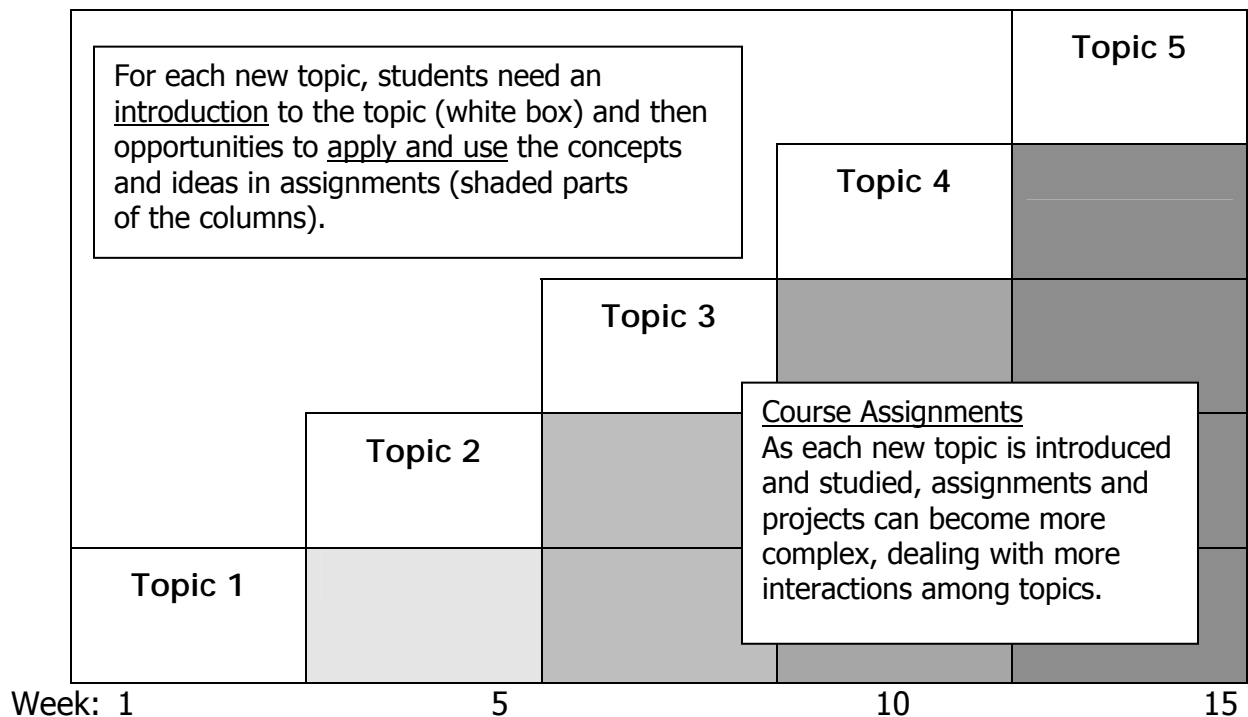 Topic 5
For each new topic, students need an
introduction to the topic (white box) and then
opportunities to apply and use the concepts
and ideas in assignments (shaded parts
of the columns).
Topic 4
Topic 3
Course Assignments
As each new topic is introduced
and studied, assignments and
projects can become more
complex, dealing with more
interactions among topics.
Topic 2
Topic 1
Week: 1 5 10 15